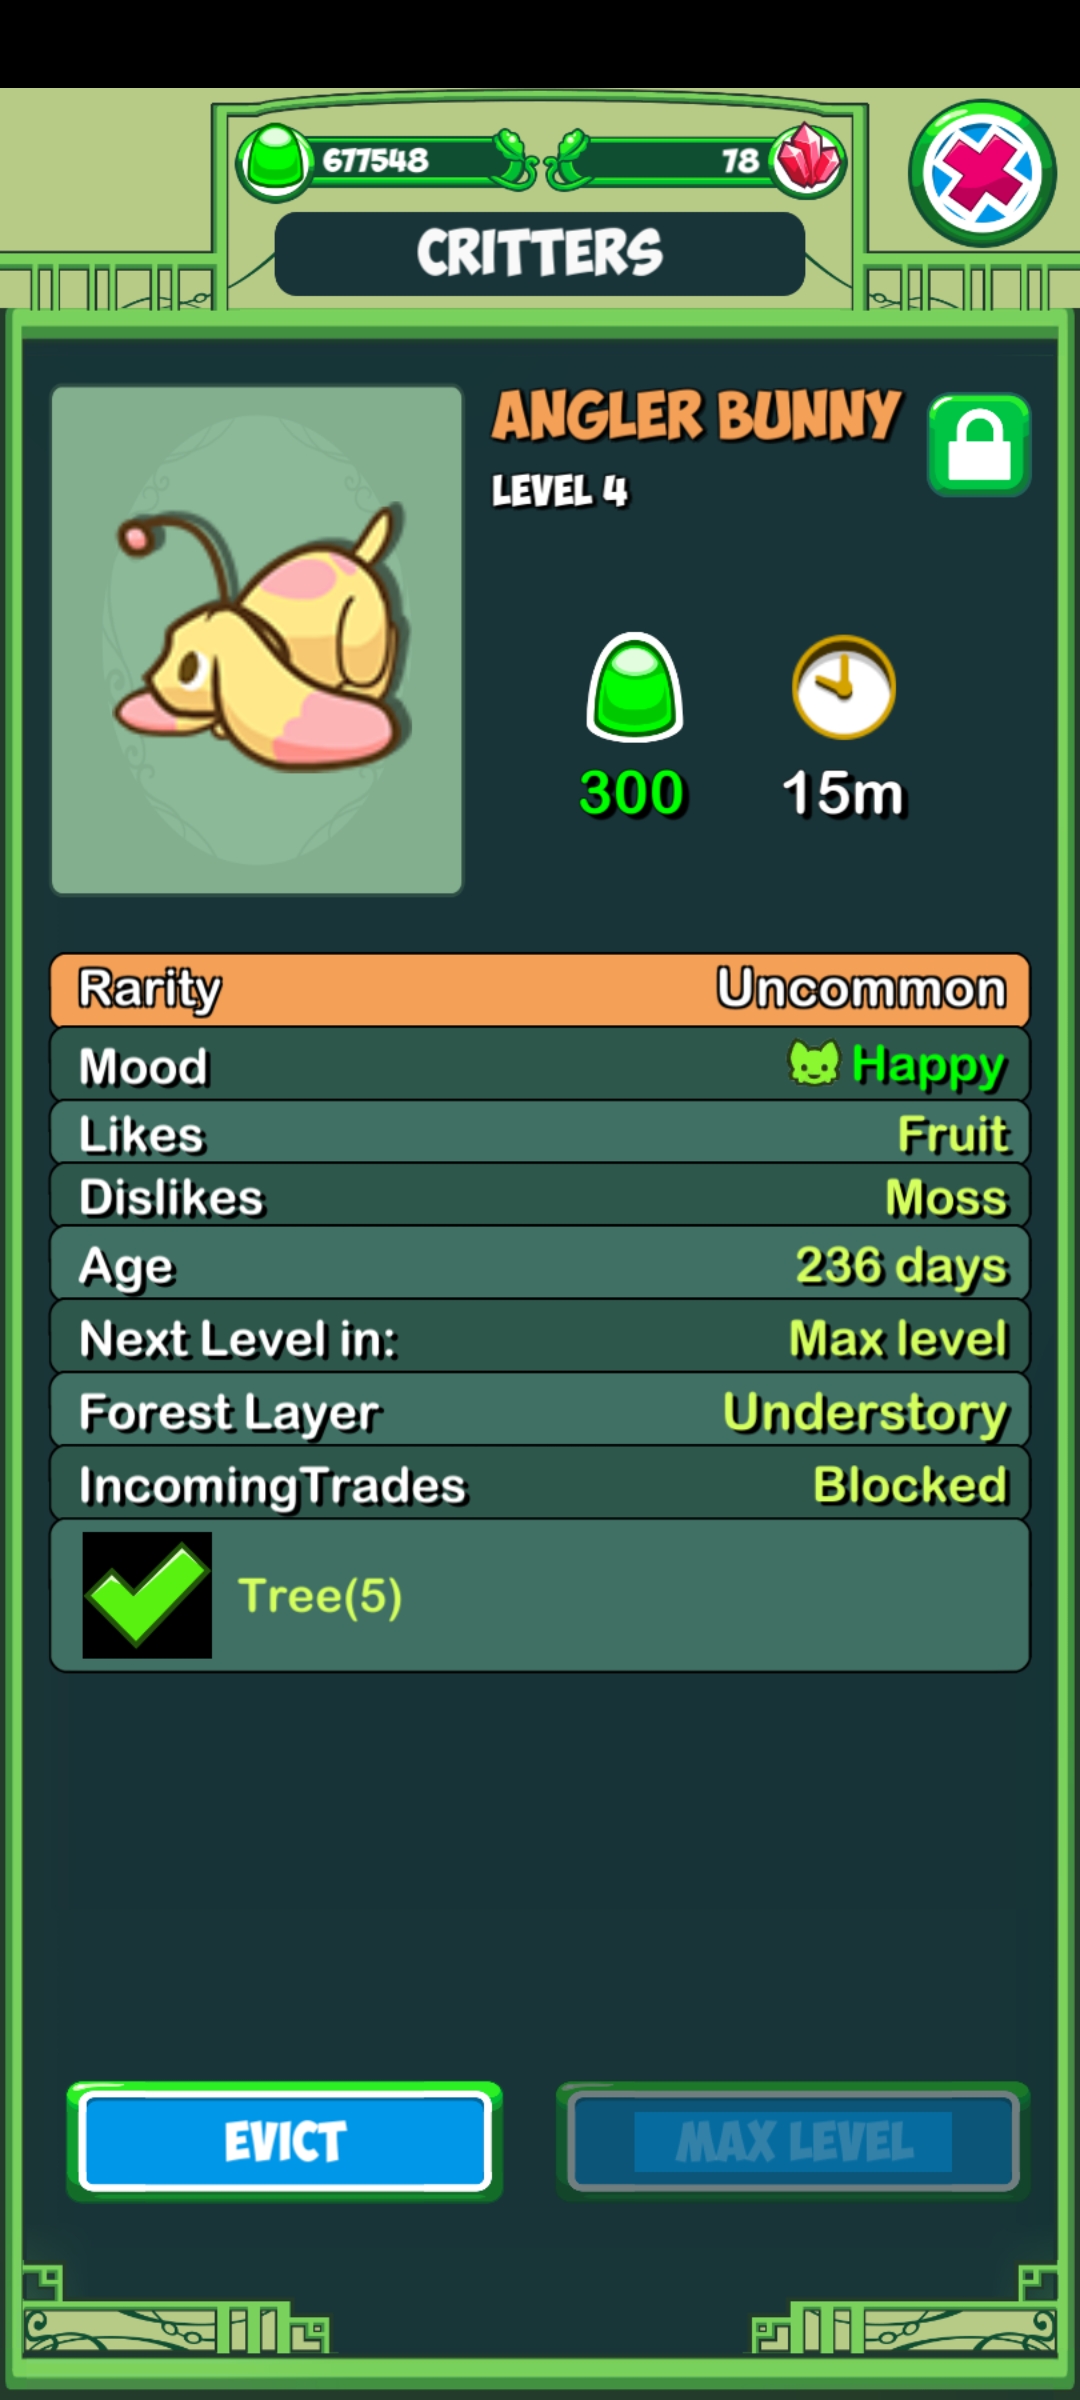 677548
78
CRITTERS
ANGLER BUNNY
LEVEL 4
300
15m
Rarity Uncommon
Mood Happy
Likes Fruit
Dislikes Moss
Age 236 days
Next Level in: Max level
Forest Layer Understory
IncomingTrades Blocked
Tree(5)
EVICT
MAX LEVEL